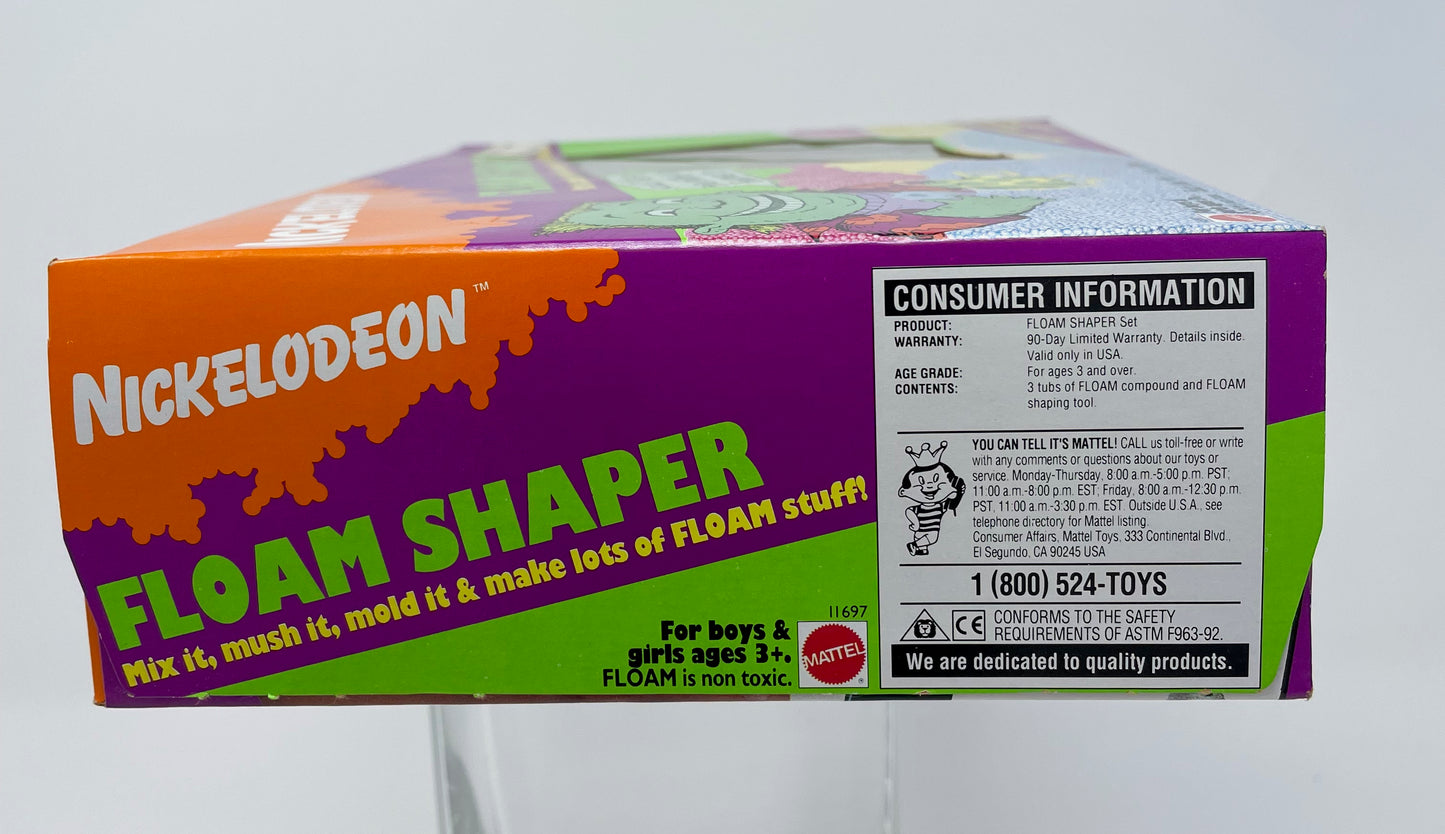 NICKELODEON
NICKELODEON™
FLOAM SHAPER
Mix it, mush it, mold it & make lots of FLOAM stuff!
11697
For boys &
girls ages 3+.
FLOAM is non toxic.
MATTEL®
CONSUMER INFORMATION
PRODUCT: FLOAM SHAPER Set
WARRANTY: 90-Day Limited Warranty. Details inside.
Valid only in USA.
AGE GRADE: For ages 3 and over.
CONTENTS: 3 tubs of FLOAM compound and FLOAM
shaping tool.
YOU CAN TELL IT'S MATTEL! CALL us toll-free or write
with any comments or questions about our toys or
service. Monday-Thursday, 8:00 a.m.-5:00 p.m. PST;
11:00 a.m.-8:00 p.m. EST; Friday, 8:00 a.m.-12:30 p.m.
PST, 11:00 a.m.-3:30 p.m. EST. Outside U.S.A., see
telephone directory for Mattel listing.
Consumer Affairs, Mattel Toys, 333 Continental Blvd.,
El Segundo, CA 90245 USA
1 (800) 524-TOYS
CE CONFORMS TO THE SAFETY
REQUIREMENTS OF ASTM F963-92.
We are dedicated to quality products.